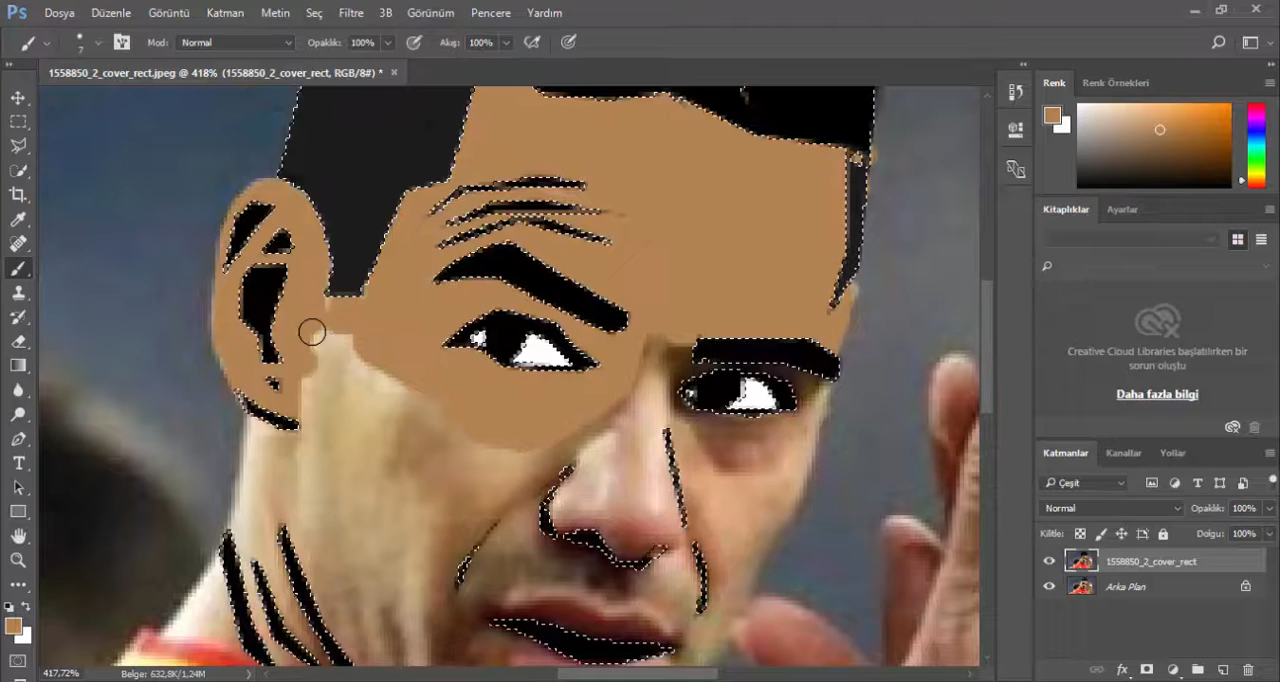 Ps Dosya Düzenle Görüntü Katman Metin Seç Filtre 3B Görünüm Pencere Yardım
7 Mod: Normal Opaklık: 100% Akış: 100%
1558850_2_cover_rect.jpeg @ 418% (1558850_2_cover_rect, RGB/8#) * ×
Renk Renk Örnekleri
Kitaplıklar Ayarlar
Creative Cloud Libraries başlatılırken bir
sorun oluştu
Daha fazla bilgi
Katmanlar Kanallar Yollar
Çeşit
Normal Opaklık: 100%
Kilitle: Dolgu: 100%
1558850_2_cover_rect
Arka Plan
417,72% Belge: 632,8K/1,24M